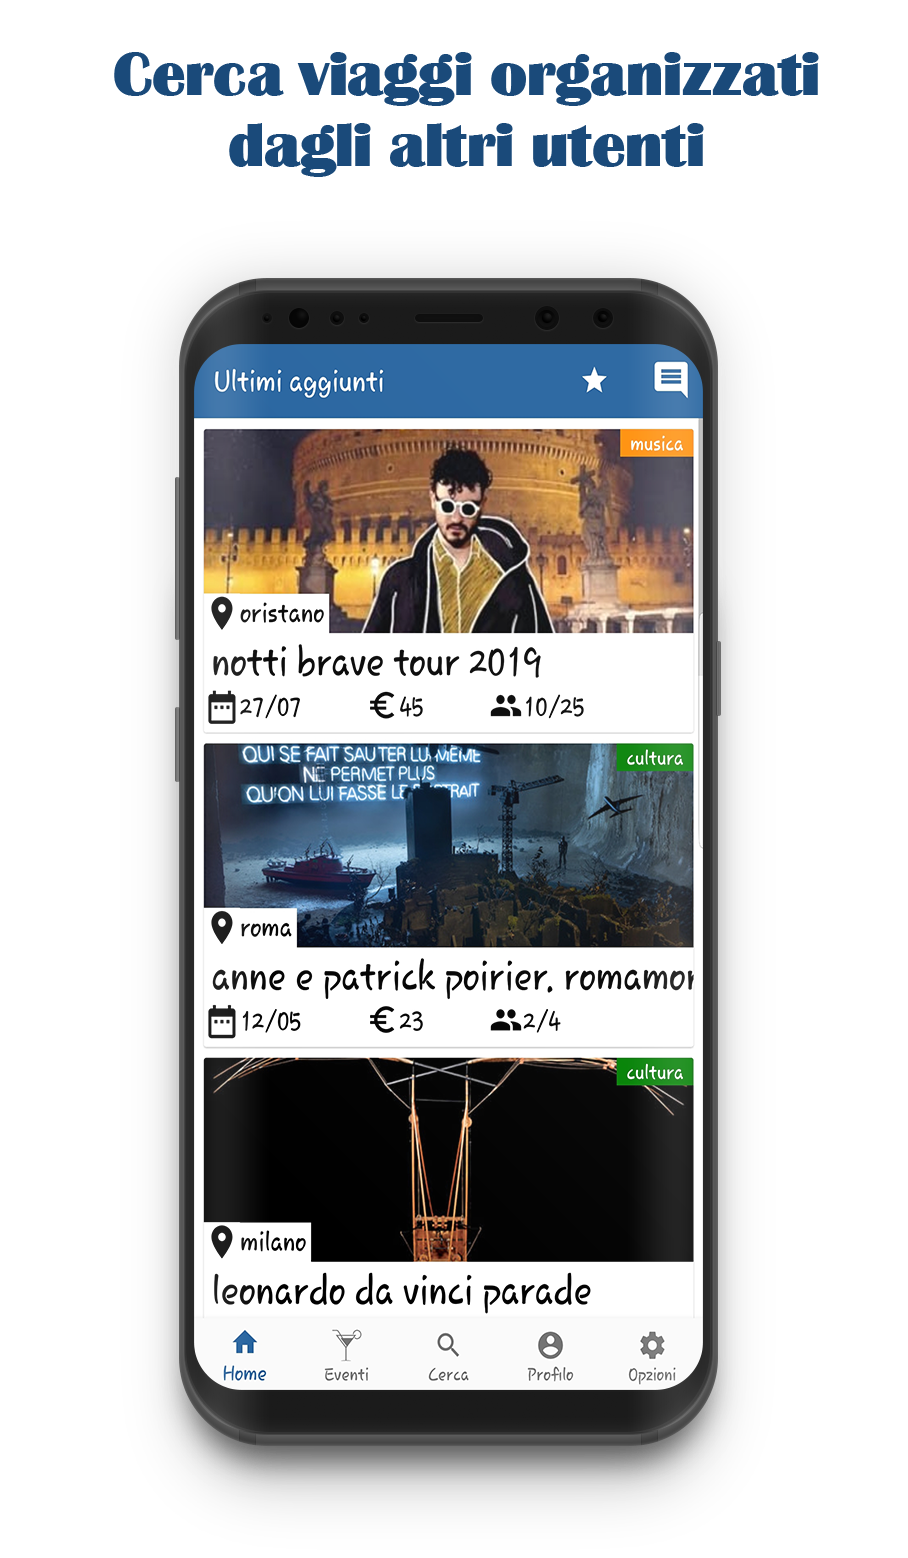 Cerca viaggi organizzati
dagli altri utenti
Ultimi aggiunti
musica
oristano
notti brave tour 2019
27/07 € 45 10/25
QUI SE FAIT SAUTER LUI-MÊME
NE PERMET PLUS
QU'ON LUI FASSE LE PORTRAIT
cultura
roma
anne e patrick poirier. romamor
12/05 € 23 2/4
cultura
milano
leonardo da vinci parade
Home Eventi Cerca Profilo Opzioni